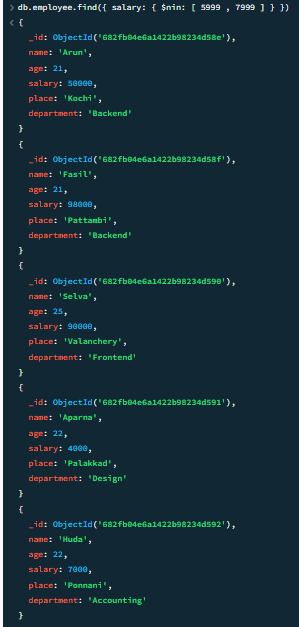 > db.employee.find({ salary: { $nin: [ 5999 , 7999 ] } })
< {
_id: ObjectId('682fb04e6a1422b98234d58e'),
name: 'Arun',
age: 21,
salary: 50000,
place: 'Kochi',
department: 'Backend'
}
{
_id: ObjectId('682fb04e6a1422b98234d58f'),
name: 'Fasil',
age: 21,
salary: 98000,
place: 'Pattambi',
department: 'Backend'
}
{
_id: ObjectId('682fb04e6a1422b98234d590'),
name: 'Selva',
age: 25,
salary: 90000,
place: 'Valanchery',
department: 'Frontend'
}
{
_id: ObjectId('682fb04e6a1422b98234d591'),
name: 'Aparna',
age: 22,
salary: 4000,
place: 'Palakkad',
department: 'Design'
}
{
_id: ObjectId('682fb04e6a1422b98234d592'),
name: 'Huda',
age: 22,
salary: 7000,
place: 'Ponnani',
department: 'Accounting'
}